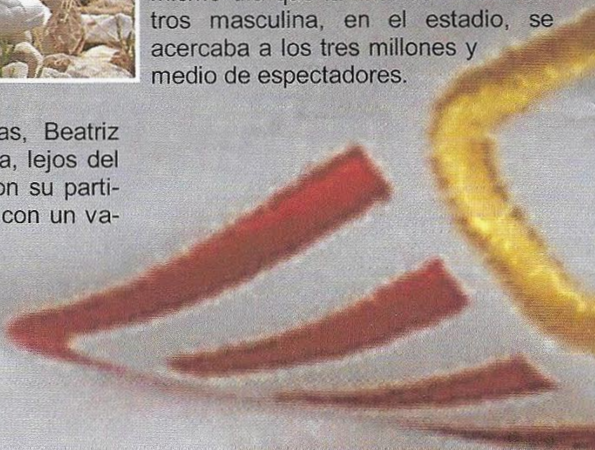 tros masculina, en el estadio, se
acercaba a los tres millones y
medio de espectadores.
as, Beatriz
a, lejos del
on su parti-
con un va-